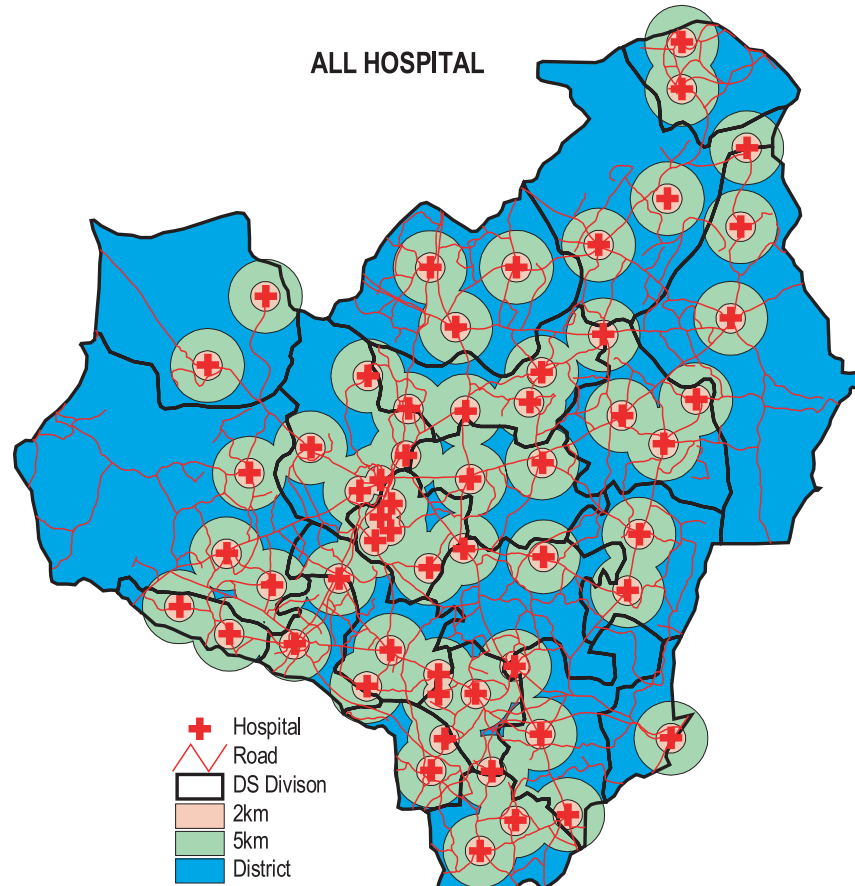 ALL HOSPITAL
Hospital
Road
DS Divison
2km
5km
District